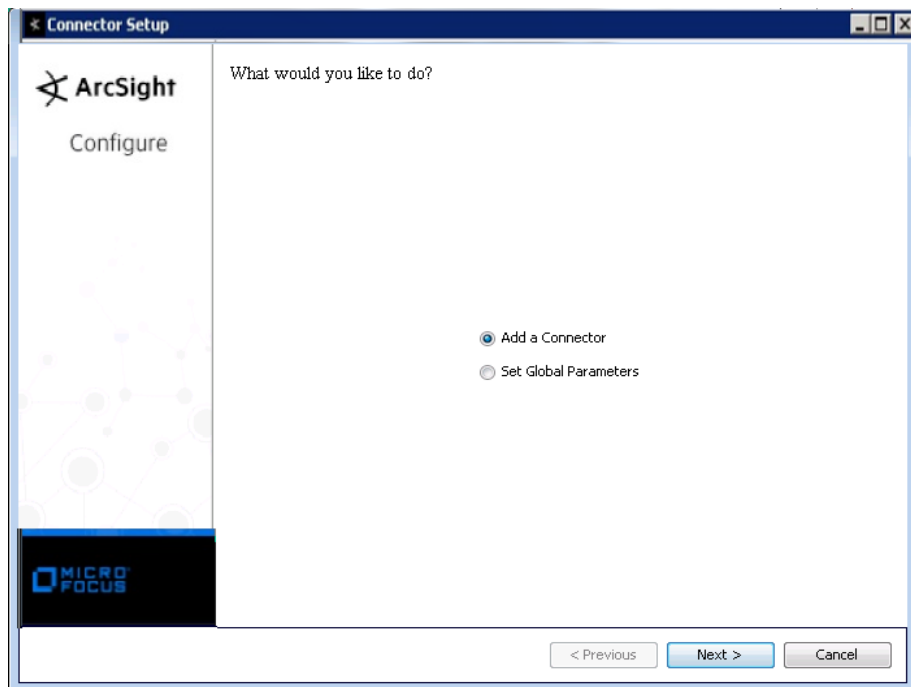 Connector Setup
ArcSight
Configure
What would you like to do?
Add a Connector
Set Global Parameters
MICRO
FOCUS
< Previous
Next >
Cancel